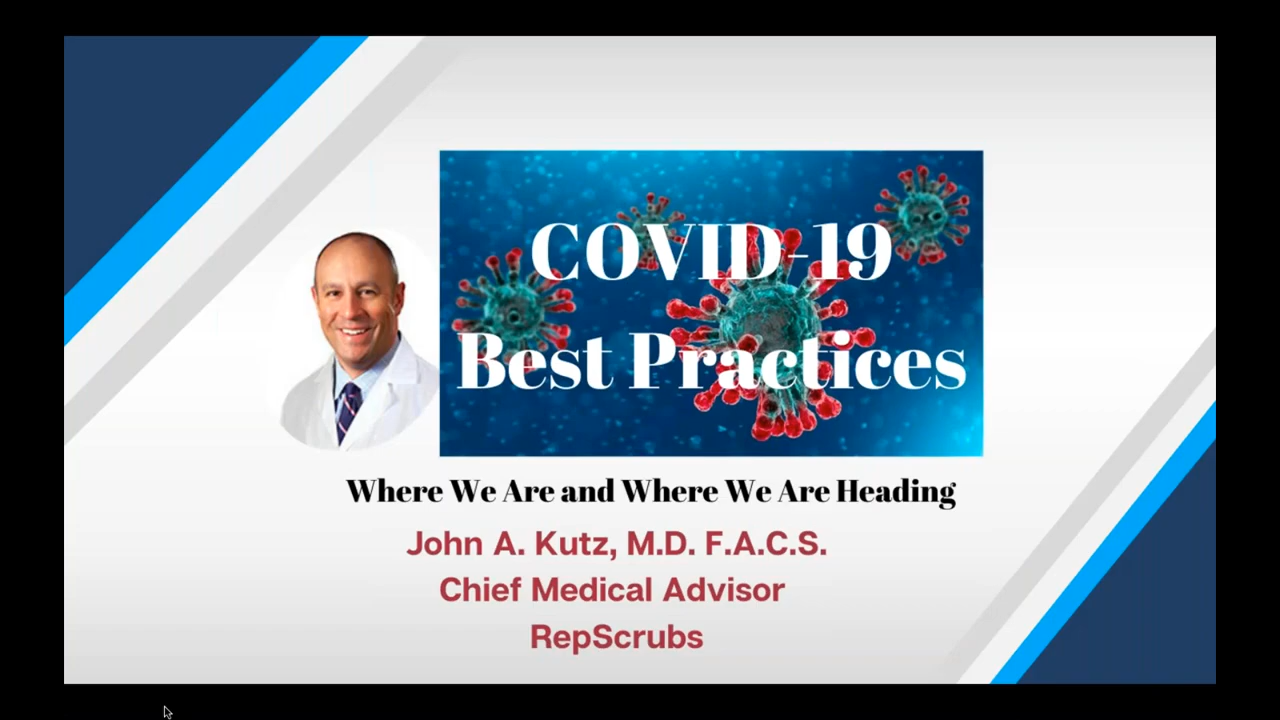 COVID-19
Best Practices
Where We Are and Where We Are Heading
John A. Kutz, M.D. F.A.C.S.
Chief Medical Advisor
RepScrubs